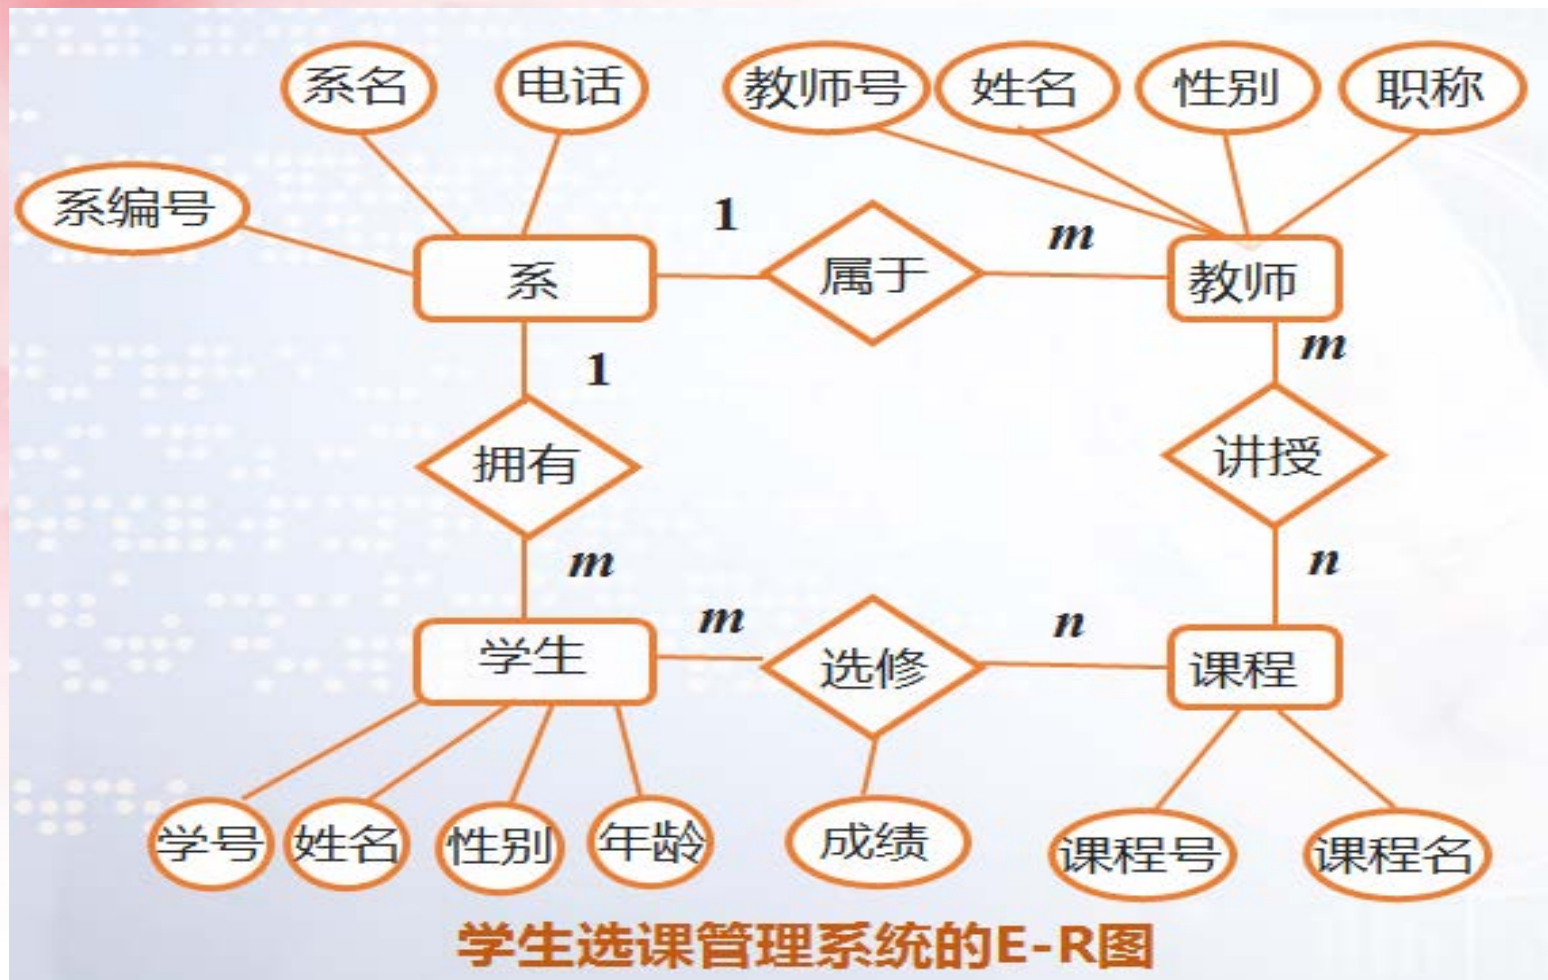 系名 电话 教师号 姓名 性别 职称
系编号
1 m
系 属于 教师
1 m
拥有 讲授
m n
m n
学生 选修 课程
学号 姓名 性别 年龄 成绩 课程号 课程名
学生选课管理系统的E-R图